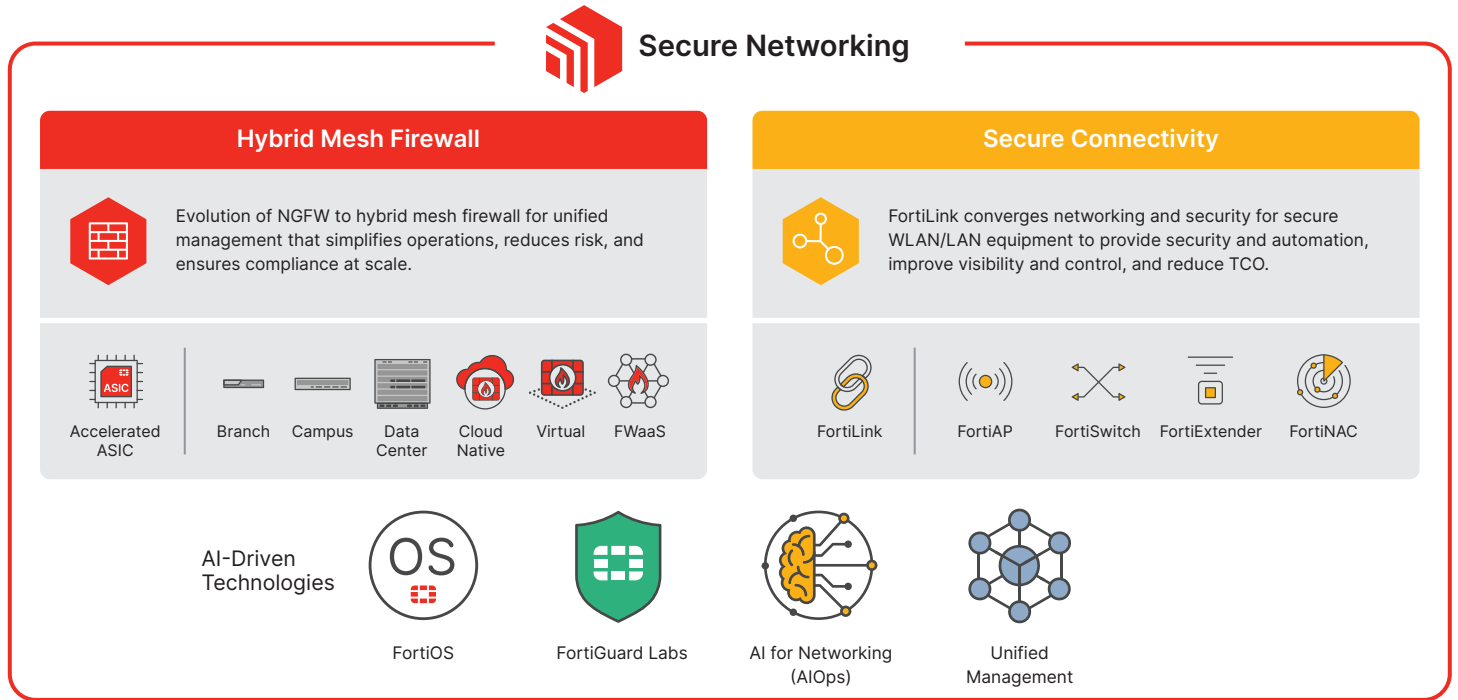 Secure Networking
Hybrid Mesh Firewall
Evolution of NGFW to hybrid mesh firewall for unified
management that simplifies operations, reduces risk, and
ensures compliance at scale.
ASIC
Accelerated
ASIC
Branch
Campus
Data
Center
Cloud
Native
Virtual
FWaaS
Secure Connectivity
FortiLink converges networking and security for secure
WLAN/LAN equipment to provide security and automation,
improve visibility and control, and reduce TCO.
FortiLink
FortiAP
FortiSwitch
FortiExtender
FortiNAC
AI-Driven
Technologies
OS
FortiOS
FortiGuard Labs
AI for Networking
(AIOps)
Unified
Management